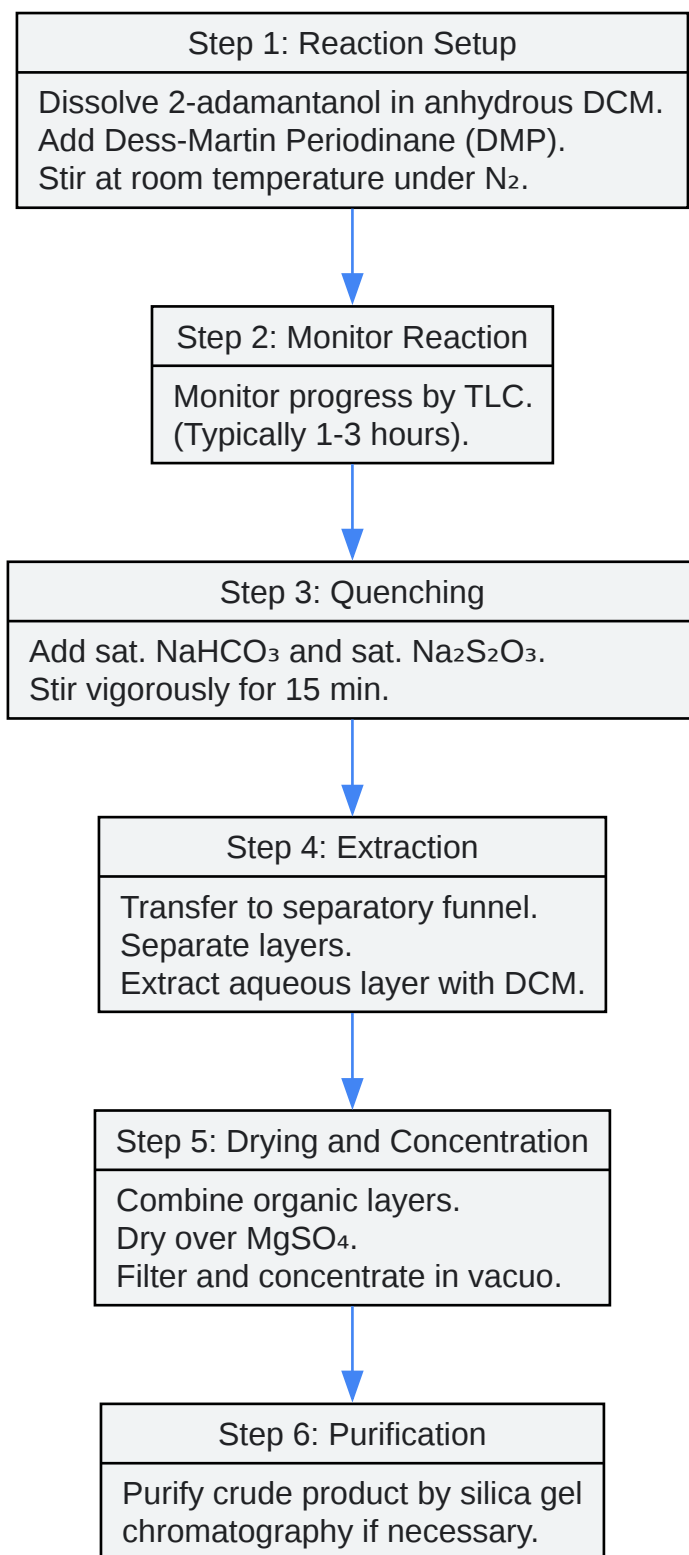 Step 1: Reaction Setup
Dissolve 2-adamantanol in anhydrous DCM.
Add Dess-Martin Periodinane (DMP).
Stir at room temperature under N₂.
Step 2: Monitor Reaction
Monitor progress by TLC.
(Typically 1-3 hours).
Step 3: Quenching
Add sat. NaHCO₃ and sat. Na₂S₂O₃.
Stir vigorously for 15 min.
Step 4: Extraction
Transfer to separatory funnel.
Separate layers.
Extract aqueous layer with DCM.
Step 5: Drying and Concentration
Combine organic layers.
Dry over MgSO₄.
Filter and concentrate in vacuo.
Step 6: Purification
Purify crude product by silica gel
chromatography if necessary.